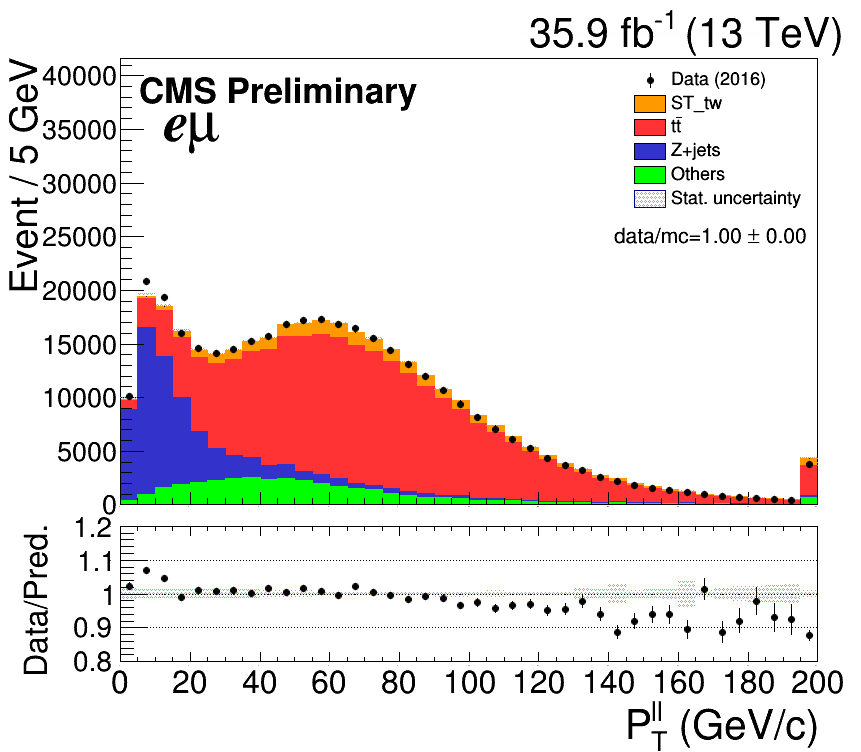 35.9 fb⁻¹ (13 TeV)
Event / 5 GeV
40000
35000
30000
25000
20000
15000
10000
5000
0
CMS Preliminary
eμ
Data (2016)
ST_tw
tt̄
Z+jets
Others
Stat. uncertainty
data/mc=1.00 ± 0.00
Data/Pred.
1.2
1.1
1
0.9
0.8
0 20 40 60 80 100 120 140 160 180 200
P_T^ll (GeV/c)